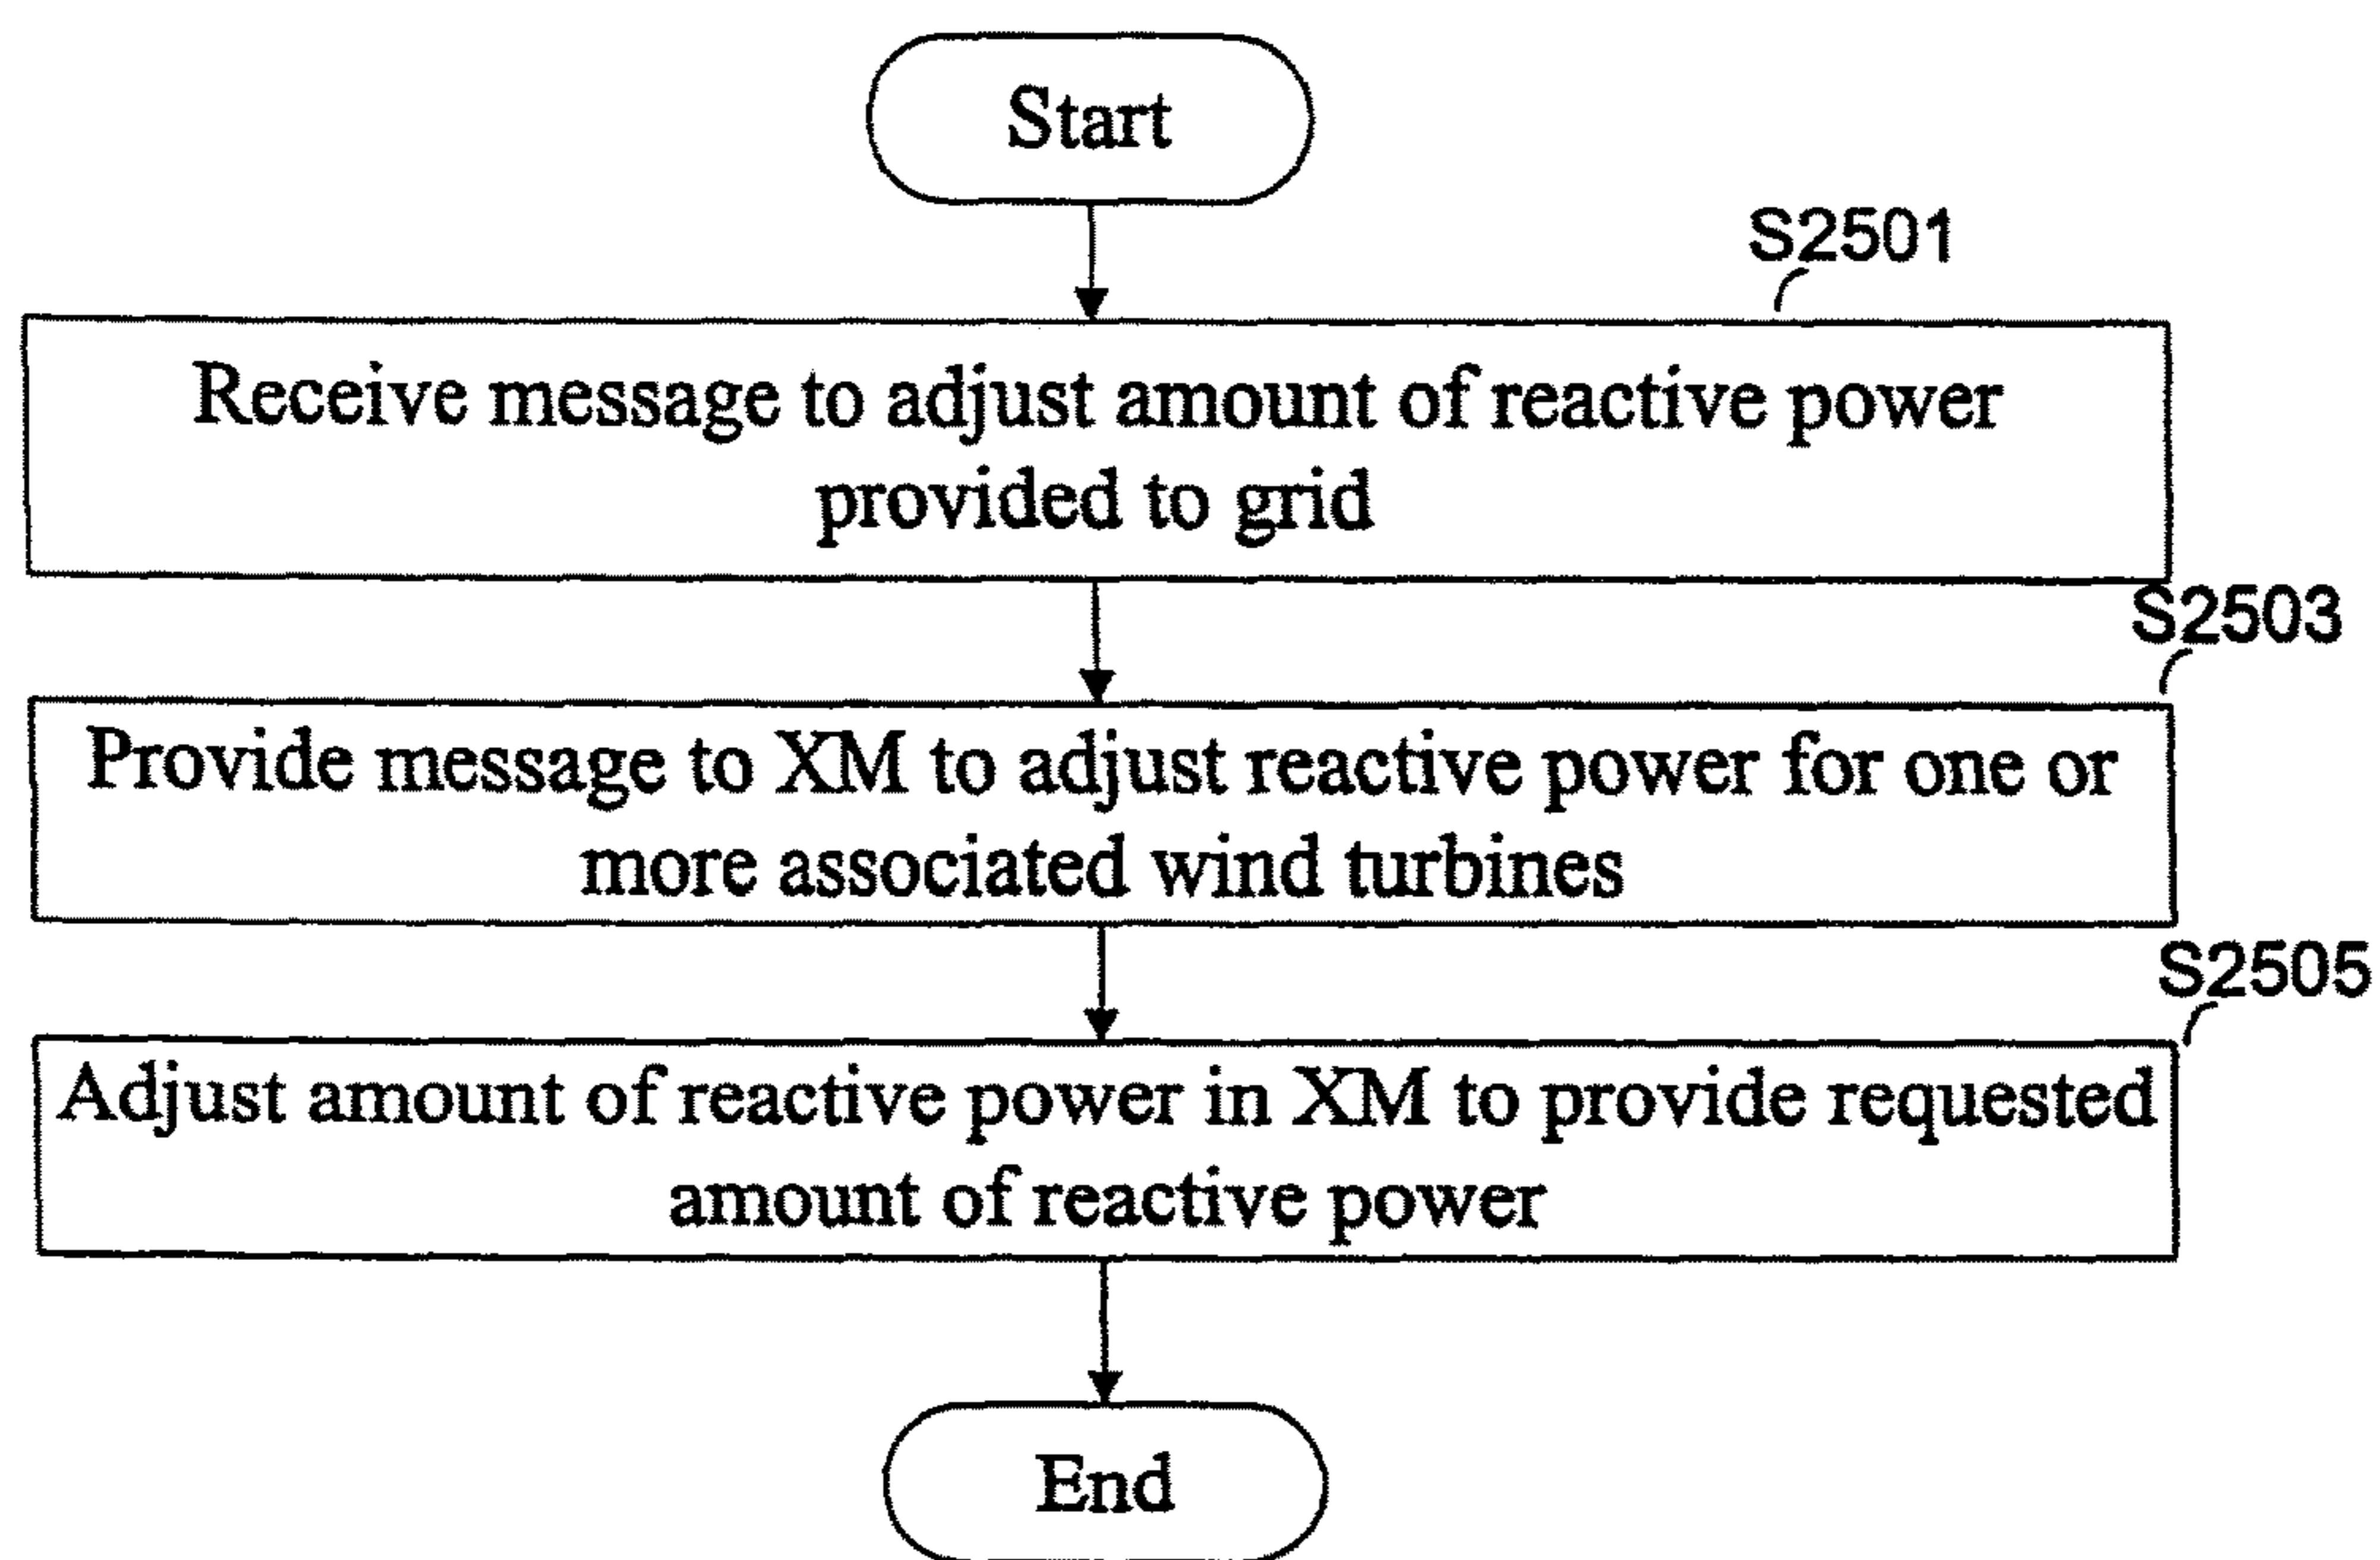 Start
S2501
Receive message to adjust amount of reactive power
provided to grid
S2503
Provide message to XM to adjust reactive power for one or
more associated wind turbines
S2505
Adjust amount of reactive power in XM to provide requested
amount of reactive power
End